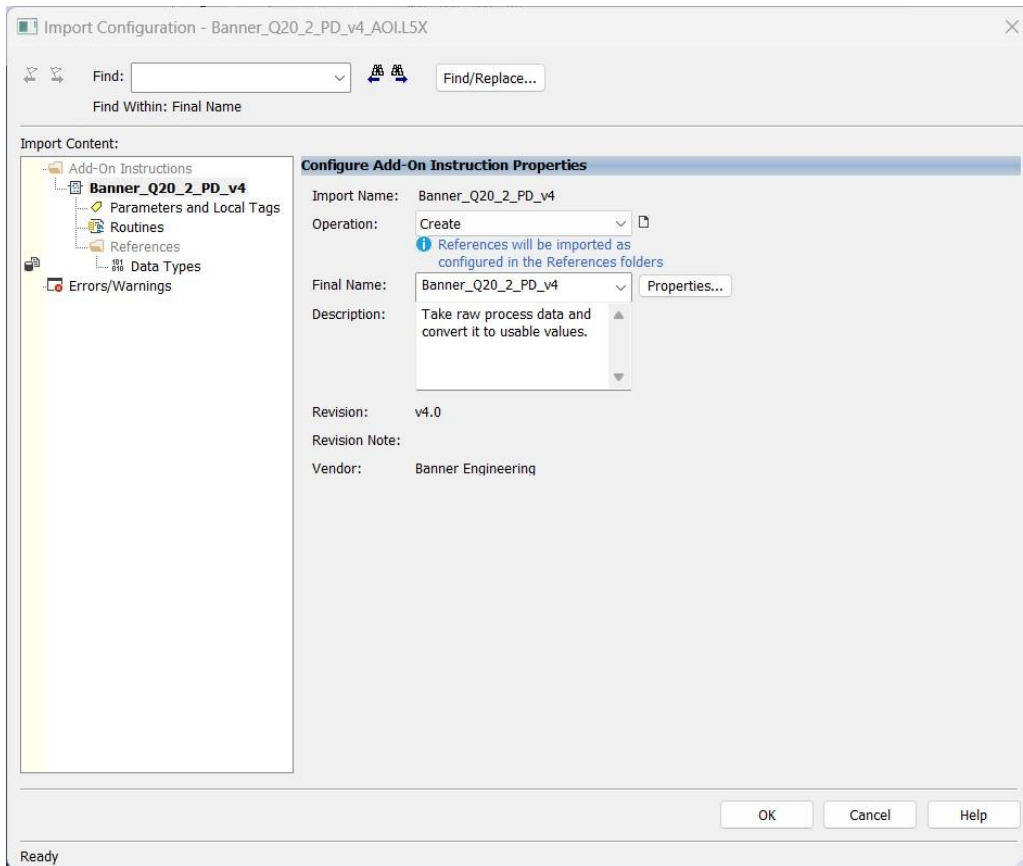 Import Configuration - Banner_Q20_2_PD_v4_AOI.L5X
Find:
Find/Replace...
Find Within: Final Name
Import Content:
Add-On Instructions
Banner_Q20_2_PD_v4
Parameters and Local Tags
Routines
References
Data Types
Errors/Warnings
Configure Add-On Instruction Properties
Import Name: Banner_Q20_2_PD_v4
Operation: Create
References will be imported as
configured in the References folders
Final Name: Banner_Q20_2_PD_v4 Properties...
Description: Take raw process data and
convert it to usable values.
Revision: v4.0
Revision Note:
Vendor: Banner Engineering
OK Cancel Help
Ready